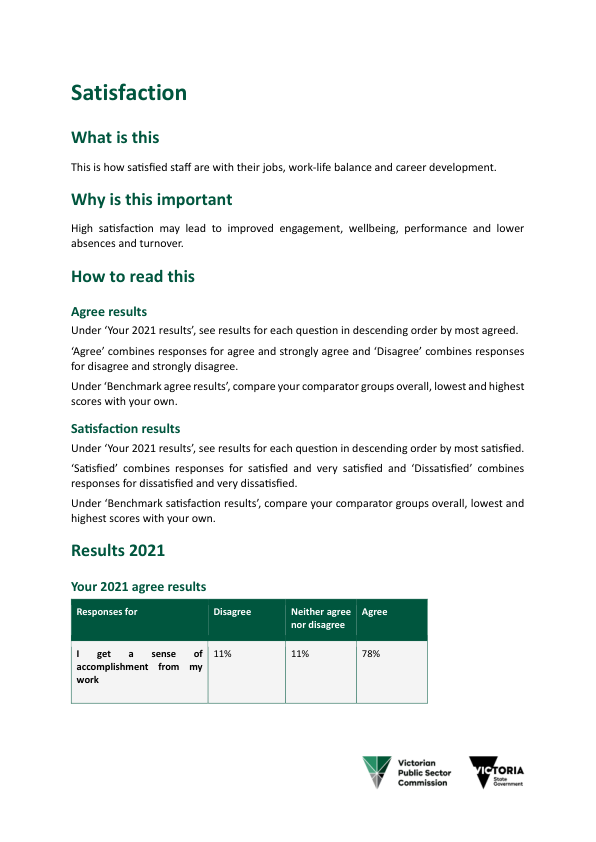 Satisfaction
What is this
This is how satisfied staff are with their jobs, work-life balance and career development.
Why is this important
High satisfaction may lead to improved engagement, wellbeing, performance and lower
absences and turnover.
How to read this
Agree results
Under ‘Your 2021 results’, see results for each question in descending order by most agreed.
‘Agree’ combines responses for agree and strongly agree and ‘Disagree’ combines responses
for disagree and strongly disagree.
Under ‘Benchmark agree results’, compare your comparator groups overall, lowest and highest
scores with your own.
Satisfaction results
Under ‘Your 2021 results’, see results for each question in descending order by most satisfied.
‘Satisfied’ combines responses for satisfied and very satisfied and ‘Dissatisfied’ combines
responses for dissatisfied and very dissatisfied.
Under ‘Benchmark satisfaction results’, compare your comparator groups overall, lowest and
highest scores with your own.
Results 2021
Your 2021 agree results
Responses for Disagree Neither agree Agree
nor disagree
I get a sense of 11% 11% 78%
accomplishment from my
work
Victorian
Public Sector
Commission
VICTORIA
State
Government